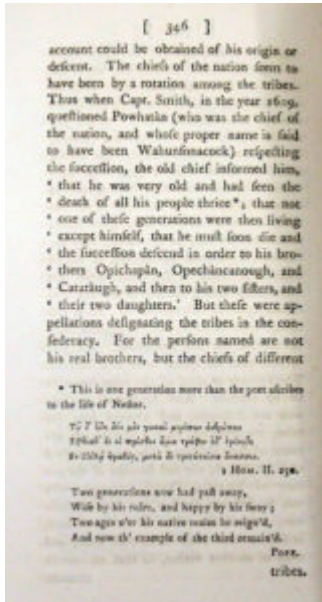 [ 346 ]
account could be obtained of his origin or
deſcent. The chiefs of the nation ſeem to
have been by a rotation among the tribes.
Thus when Capt. Smith, in the year 1609,
queſtioned Powhatàn (who was the chief of
the nation, and whoſe proper name is ſaid
to have been Wahunſonacock) reſpecting
the ſucceſſion, the old chief informed him,
‘ that he was very old and had ſeen the
‘ death of all his people thrice*; that not
‘ one of theſe generations were then living
‘ except himſelf, that he muſt ſoon die and
‘ the ſucceſſion deſcend in order to his bro-
‘ thers Opichapàn, Opechàncanough, and
‘ Catatàugh, and then to his two ſiſters, and
‘ their two daughters.’ But theſe were ap-
pellations deſignating the tribes in the con-
federacy. For the perſons named are not
his real brothers, but the chiefs of different
* This is one generation more than the poet aſcribes
to the life of Neſtor.
Hom. Il. 250.
Two generations now had paſt away,
Wiſe by his rules, and happy by his ſway;
Two ages o'er his native realm he reign'd,
And now th' example of the third remain'd.
Pope.
tribes.